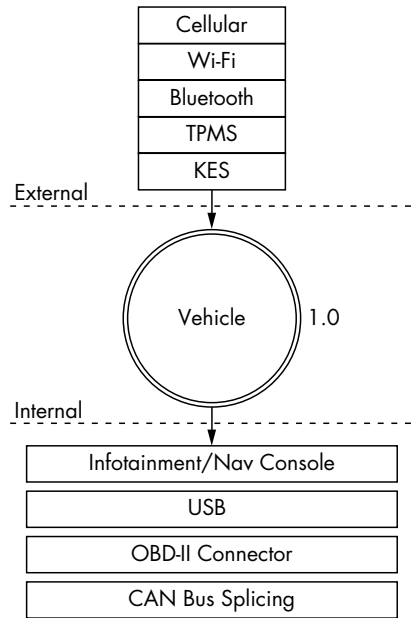 Cellular
Wi-Fi
Bluetooth
TPMS
KES
External
Vehicle 1.0
Internal
Infotainment/Nav Console
USB
OBD-II Connector
CAN Bus Splicing